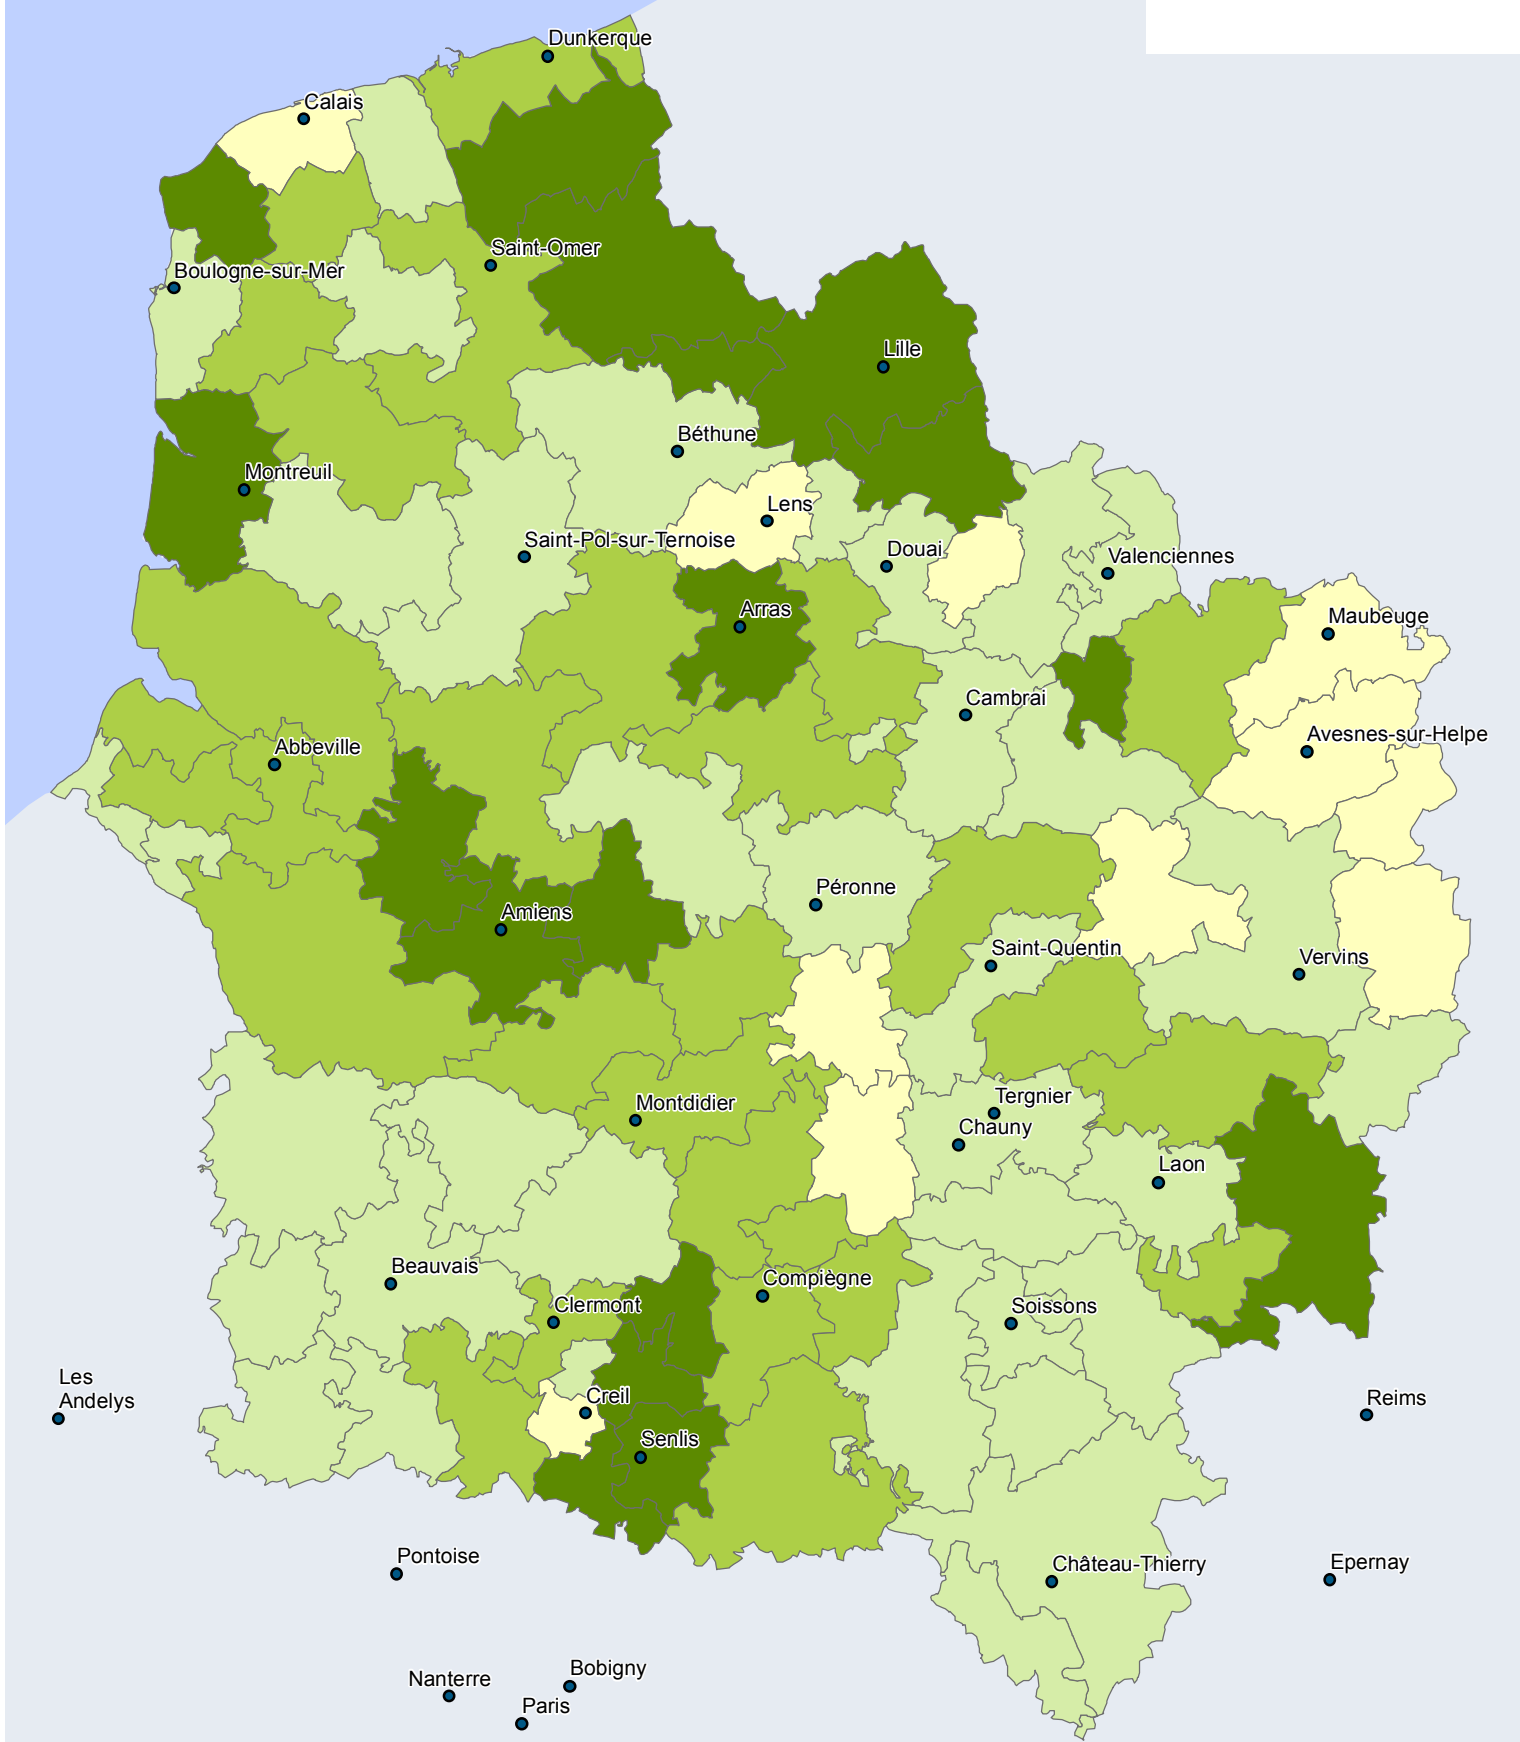 Dunkerque
Calais
Saint-Omer
Boulogne-sur-Mer
Lille
Béthune
Montreuil
Lens
Saint-Pol-sur-Ternoise
Douai
Valenciennes
Arras
Maubeuge
Cambrai
Avesnes-sur-Helpe
Abbeville
Péronne
Amiens
Saint-Quentin
Vervins
Montdidier
Tergnier
Chauny
Laon
Beauvais
Compiègne
Clermont
Soissons
Les
Andelys
Creil
Reims
Senlis
Pontoise
Château-Thierry
Epernay
Nanterre
Bobigny
Paris